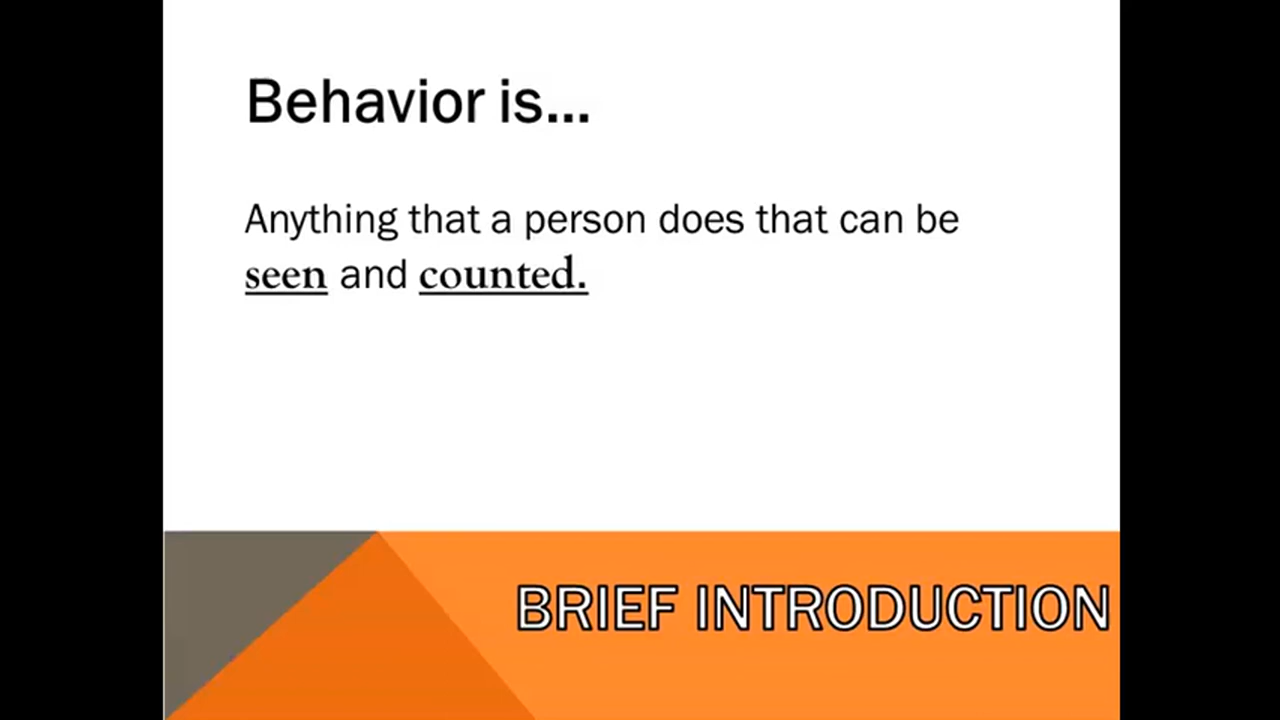 Behavior is...
Anything that a person does that can be
seen and counted.
BRIEF INTRODUCTION